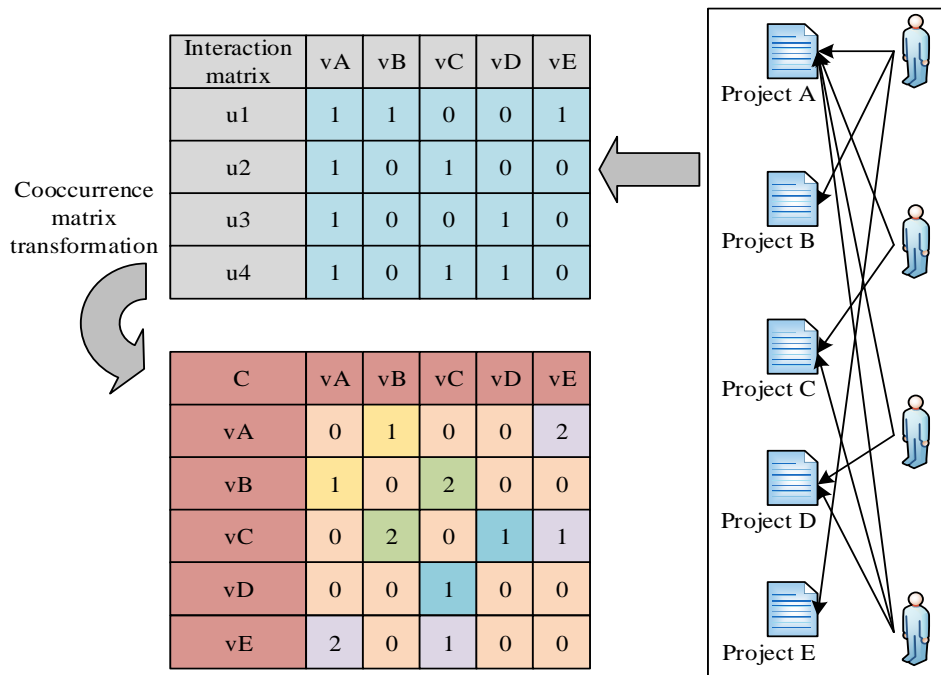 Interaction
matrix vA vB vC vD vE
u1 1 1 0 0 1
u2 1 0 1 0 0
u3 1 0 0 1 0
u4 1 0 1 1 0
Cooccurrence
matrix
transformation
C vA vB vC vD vE
vA 0 1 0 0 2
vB 1 0 2 0 0
vC 0 2 0 1 1
vD 0 0 1 0 0
vE 2 0 1 0 0
Project A
Project B
Project C
Project D
Project E